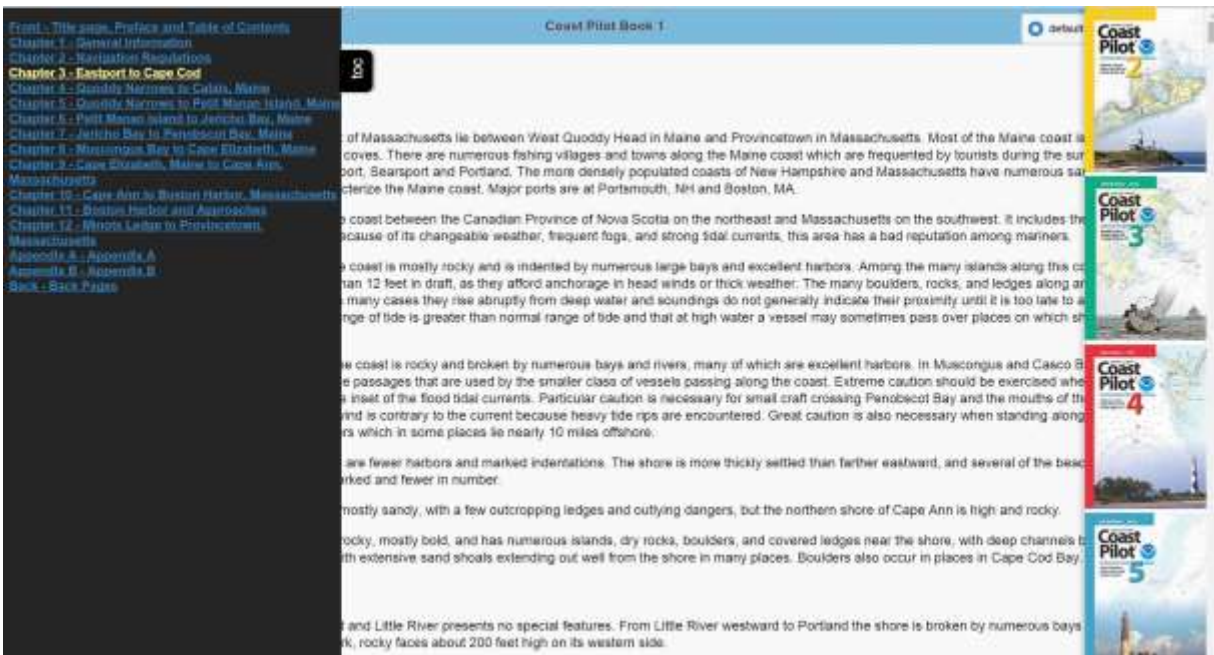 Coast Pilot Book 1
default
toc
Front - Title page, Preface and Table of Contents
Chapter 1 - General Information
Chapter 2 - Navigation Regulations
Chapter 3 - Eastport to Cape Cod
Chapter 4 - Quoddy Narrows to Calais, Maine
Chapter 5 - Quoddy Narrows to Petit Manan Island, Maine
Chapter 6 - Petit Manan Island to Jericho Bay, Maine
Chapter 7 - Jericho Bay to Penobscot Bay, Maine
Chapter 8 - Muscongus Bay to Cape Elizabeth, Maine
Chapter 9 - Cape Elizabeth, Maine to Cape Ann,
Massachusetts
Chapter 10 - Cape Ann to Boston Harbor, Massachusetts
Chapter 11 - Boston Harbor and Approaches
Chapter 12 - Minots Ledge to Provincetown,
Massachusetts
Appendix A - Appendix A
Appendix B - Appendix B
Back - Back Pages
of Massachusetts lie between West Quoddy Head in Maine and Provincetown in Massachusetts. Most of the Maine coast is
coves. There are numerous fishing villages and towns along the Maine coast which are frequented by tourists during the
Searsport and Portland. The more densely populated coasts of New Hampshire and Massachusetts have numerous
the Maine coast. Major ports are at Portsmouth, NH and Boston, MA.
coast between the Canadian Province of Nova Scotia on the northeast and Massachusetts on the southwest. It includes the
because of its changeable weather, frequent fogs, and strong tidal currents, this area has a bad reputation among mariners.
coast is mostly rocky and is indented by numerous large bays and excellent harbors. Among the many islands along this
than 12 feet in draft, as they afford anchorage in head winds or thick weather. The many boulders, rocks, and ledges along
many cases they rise abruptly from deep water and soundings do not generally indicate their proximity until it is too late to
range of tide is greater than normal range of tide and that at high water a vessel may sometimes pass over places on which
coast is rocky and broken by numerous bays and rivers, many of which are excellent harbors. In Muscongus and Casco
passages that are used by the smaller class of vessels passing along the coast. Extreme caution should be exercised
inset of the flood tidal currents. Particular caution is necessary for small craft crossing Penobscot Bay and the mouths of
wind is contrary to the current because heavy tide rips are encountered. Great caution is also necessary when standing along
which in some places lie nearly 10 miles offshore.
are fewer harbors and marked indentations. The shore is more thickly settled than farther eastward, and several of the
and fewer in number.
mostly sandy, with a few outcropping ledges and outlying dangers, but the northern shore of Cape Ann is high and rocky.
rocky, mostly bold, and has numerous islands, dry rocks, boulders, and covered ledges near the shore, with deep channels
with extensive sand shoals extending out well from the shore in many places. Boulders also occur in places in Cape Cod Bay.
and Little River presents no special features. From Little River westward to Portland the shore is broken by numerous bays
rocky faces about 200 feet high on its western side.
Coast
Pilot
2
Coast
Pilot
3
Coast
Pilot
4
Coast
Pilot
5